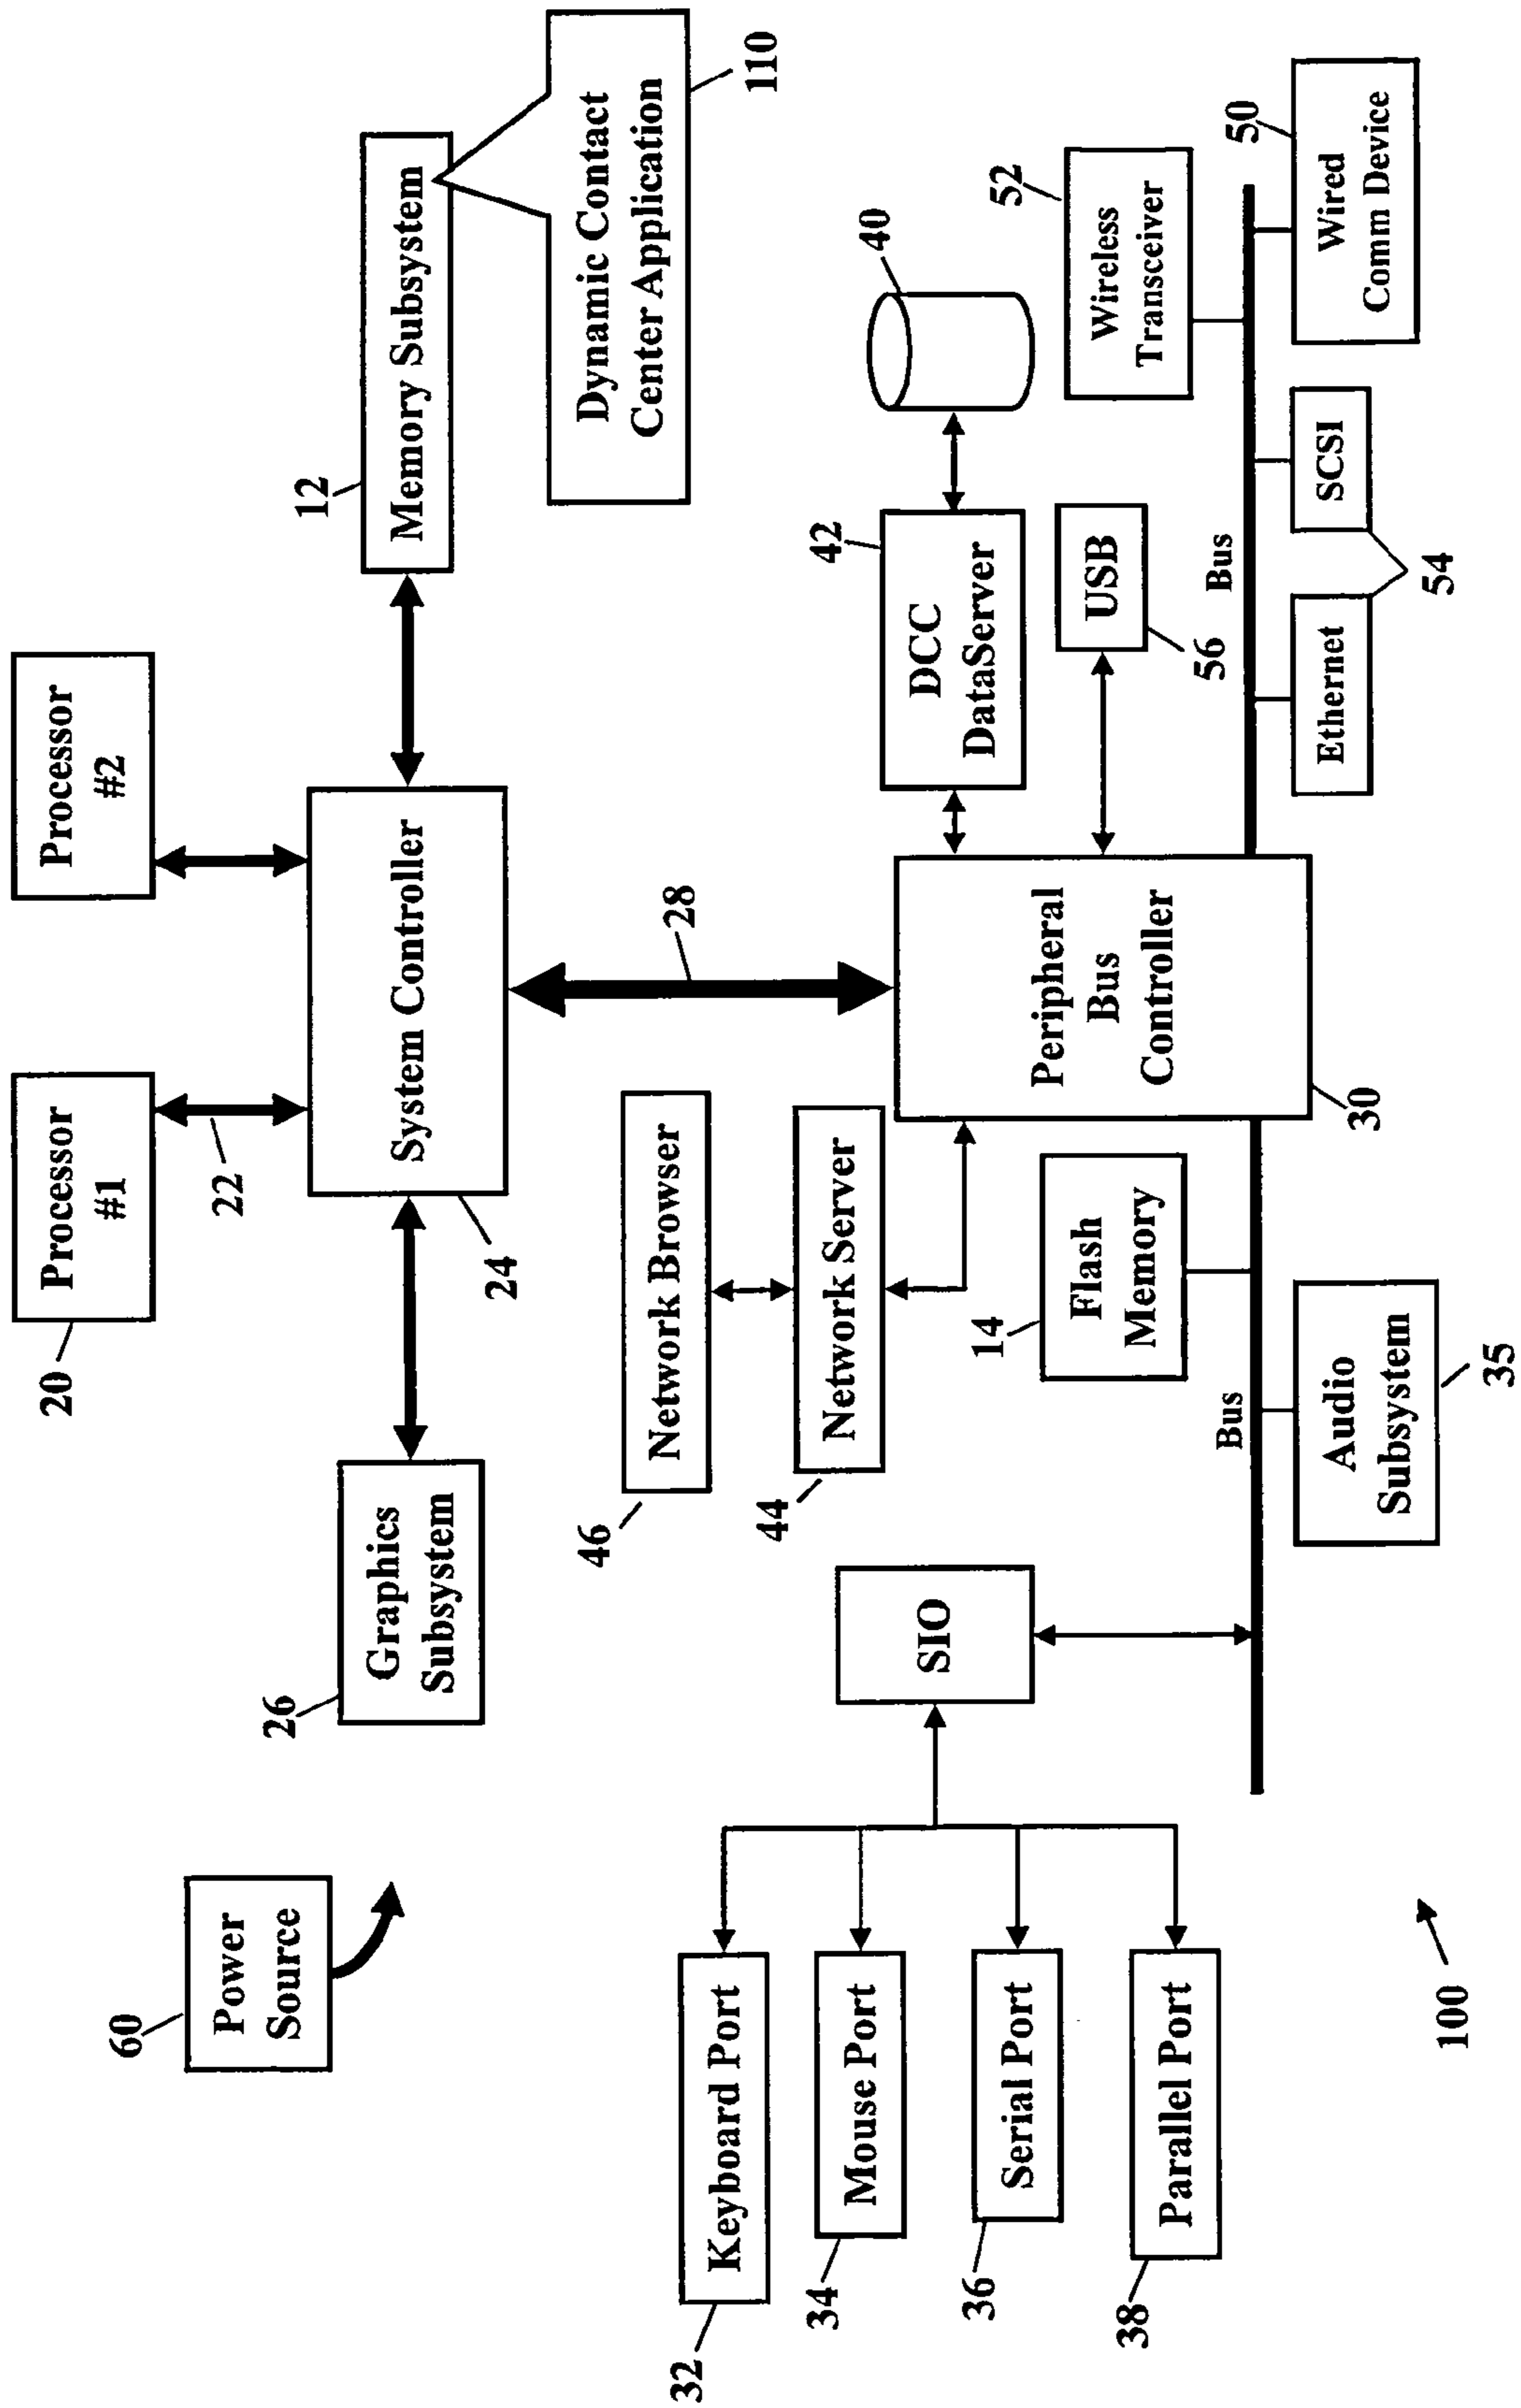 Processor
#1
20
22
Processor
#2
60
Power
Source
26
Graphics
Subsystem
System Controller
24
12
Memory Subsystem
Dynamic Contact
Center Application
110
28
46
Network Browser
44
Network Server
Peripheral
Bus
Controller
30
42
DCC
DataServer
40
USB
56
52
Wireless
Transceiver
50
Wired
Comm Device
Bus
Ethernet
SCSI
54
14
Flash
Memory
Bus
Audio
Subsystem
35
SIO
32
Keyboard Port
34
Mouse Port
36
Serial Port
38
Parallel Port
100